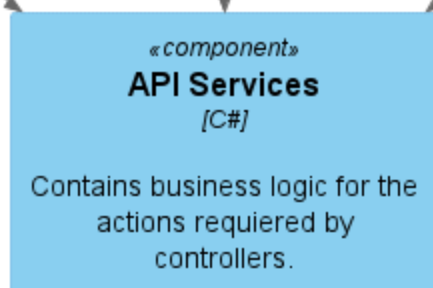 «component»
API Services
[C#]
Contains business logic for the
actions requiered by
controllers.